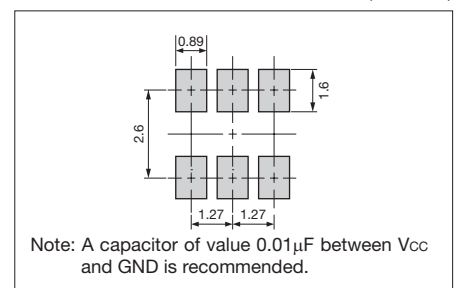 0.89
1.6
2.6
1.27 1.27
Note: A capacitor of value 0.01µF between Vcc
and GND is recommended.